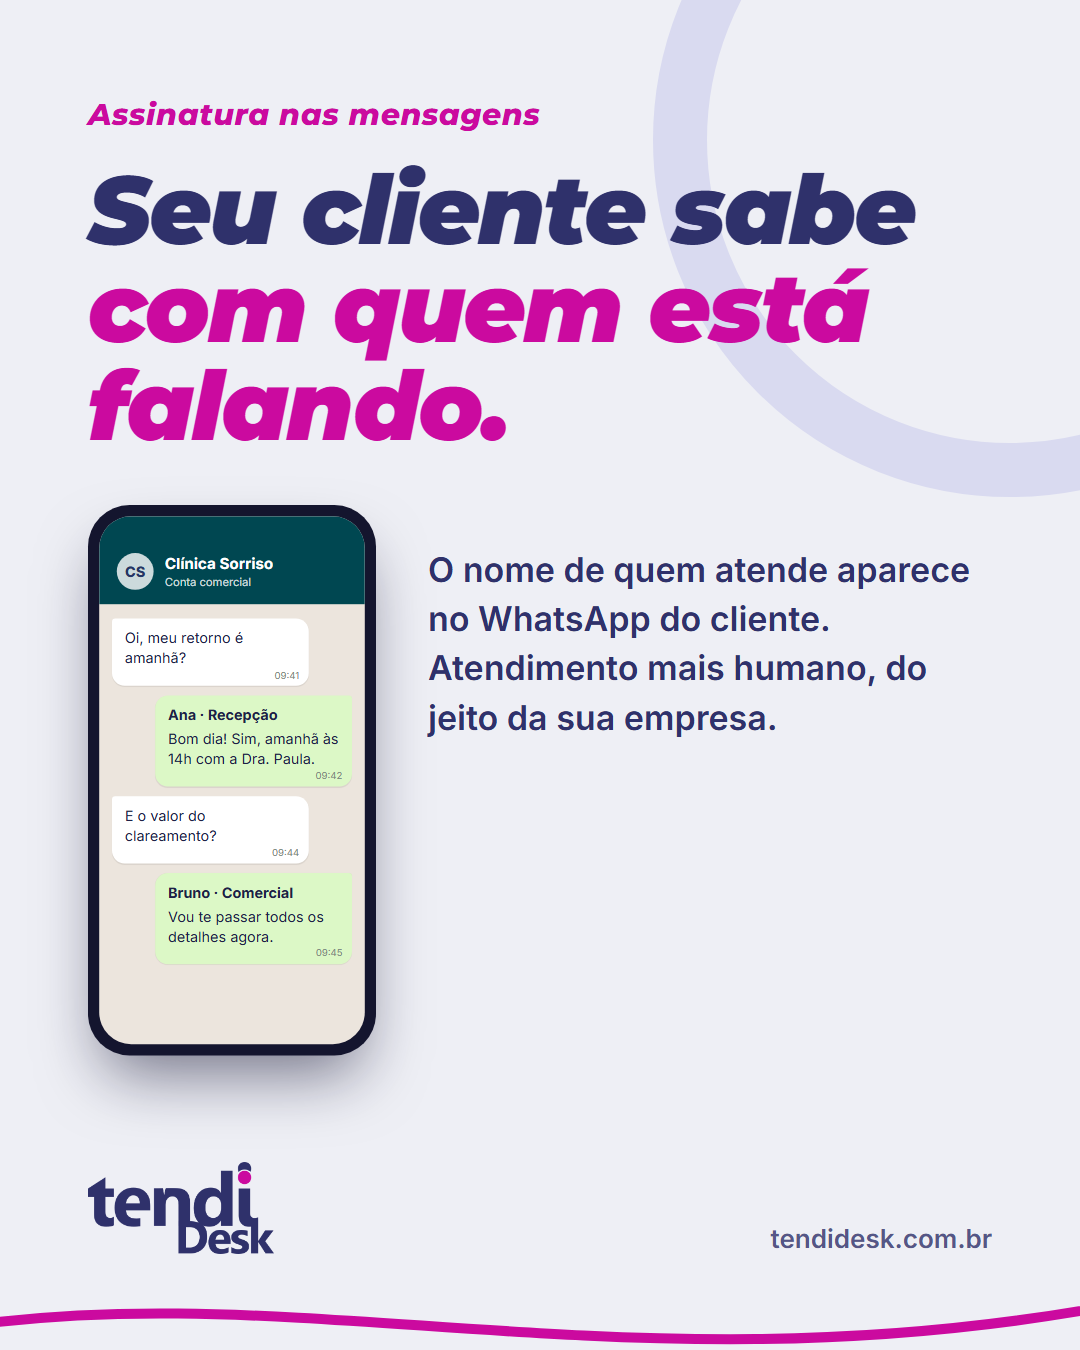 Assinatura nas mensagens
Seu cliente sabe
com quem está
falando.
CS
Clínica Sorriso
Conta comercial
Oi, meu retorno é
amanhã?
09:41
Ana · Recepção
Bom dia! Sim, amanhã às
14h com a Dra. Paula.
09:42
E o valor do
clareamento?
09:44
Bruno · Comercial
Vou te passar todos os
detalhes agora.
09:45
O nome de quem atende aparece
no WhatsApp do cliente.
Atendimento mais humano, do
jeito da sua empresa.
tendi
Desk
tendidesk.com.br